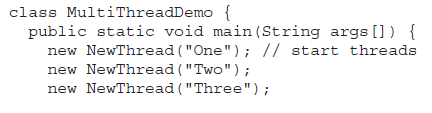 class MultiThreadDemo {
  public static void main(String args[]) {
    new NewThread("One"); // start threads
    new NewThread("Two");
    new NewThread("Three");